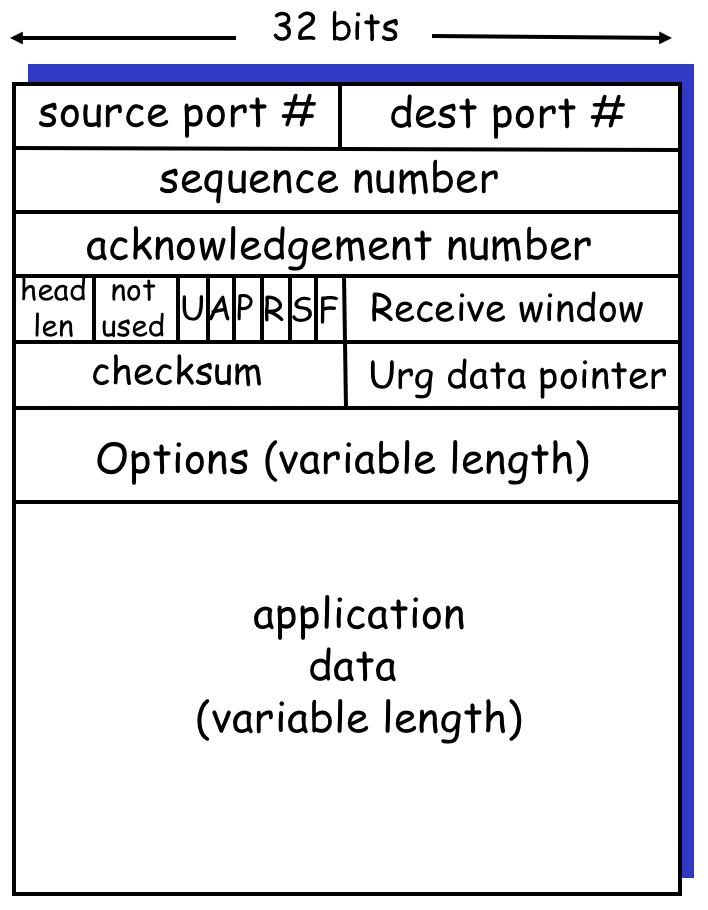 32 bits
source port # dest port #
sequence number
acknowledgement number
head len not used U A P R S F Receive window
checksum Urg data pointer
Options (variable length)
application
data
(variable length)